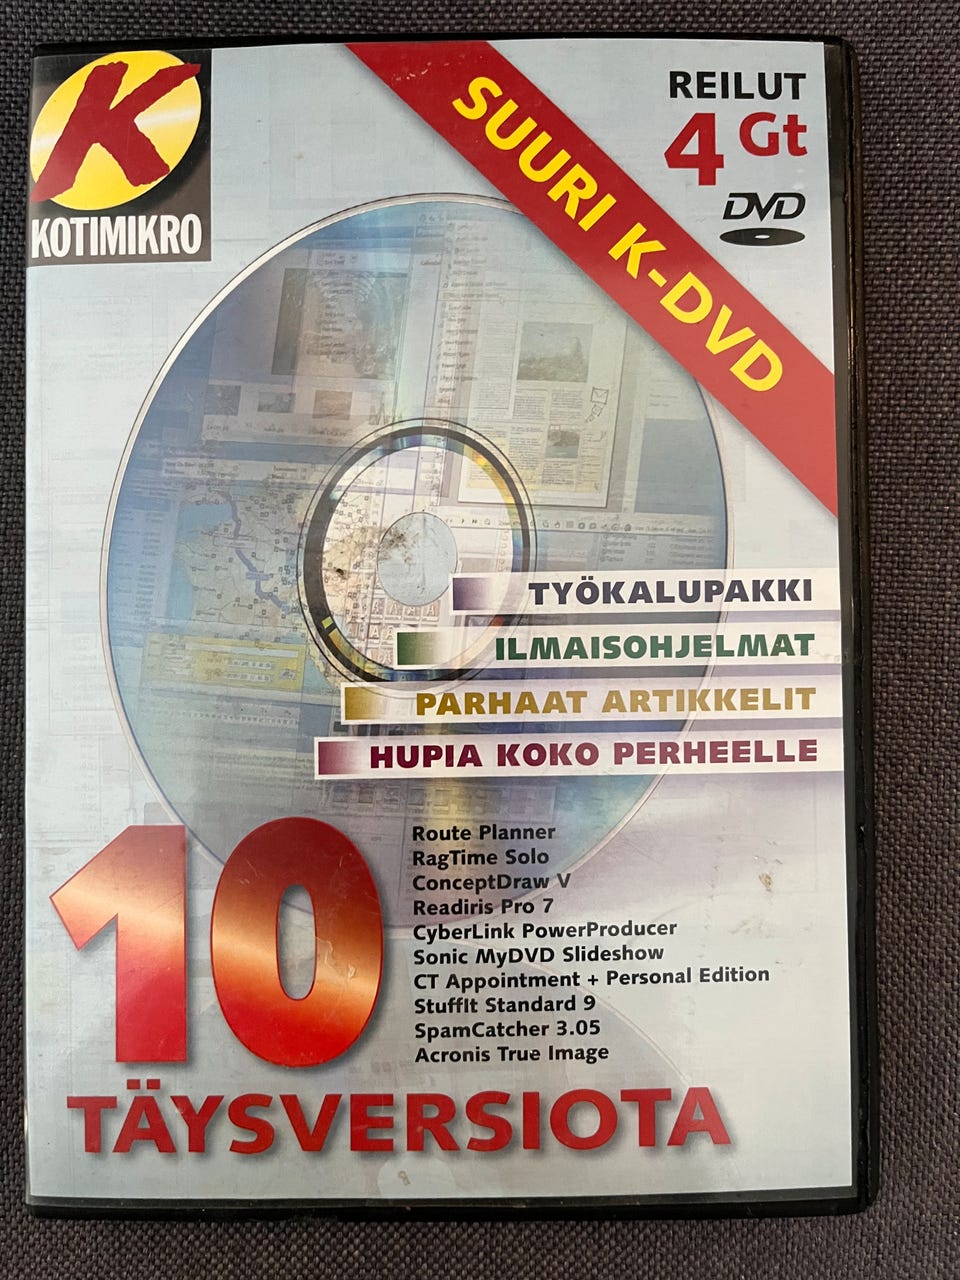 K
KOTIMIKRO
SUURI K-DVD
REILUT
4 Gt
DVD
TYÖKALUPAKKI
ILMAISOHJELMAT
PARHAAT ARTIKKELIT
HUPIA KOKO PERHEELLE
10
Route Planner
RagTime Solo
ConceptDraw V
Readiris Pro 7
CyberLink PowerProducer
Sonic MyDVD Slideshow
CT Appointment + Personal Edition
StuffIt Standard 9
SpamCatcher 3.05
Acronis True Image
TÄYSVERSIOTA